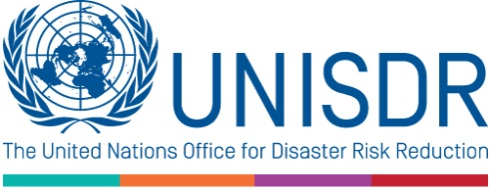 UNISDR
The United Nations Office for Disaster Risk Reduction